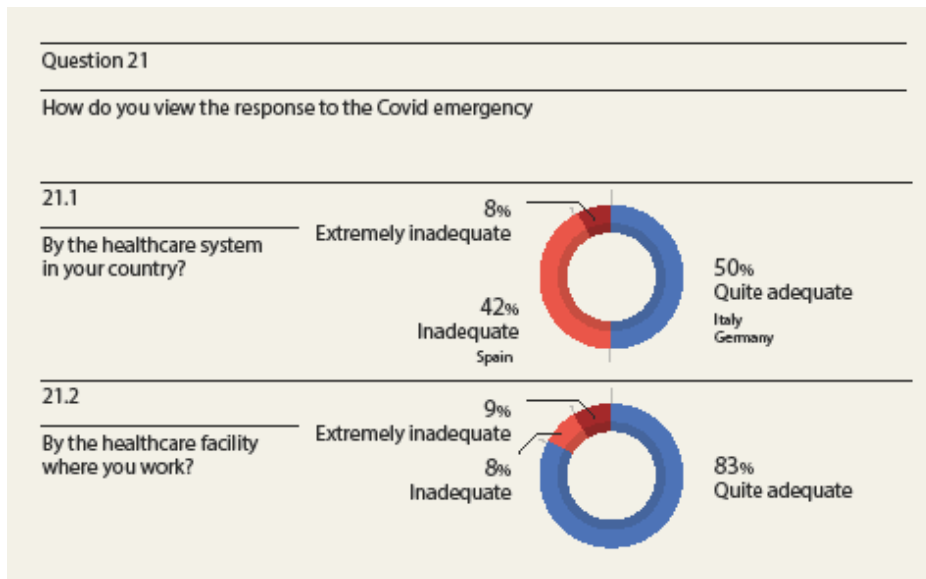 Question 21
How do you view the response to the Covid emergency
21.1
By the healthcare system
in your country?
8%
Extremely inadequate
42%
Inadequate
Spain
50%
Quite adequate
Italy
Germany
21.2
By the healthcare facility
where you work?
9%
Extremely inadequate
8%
Inadequate
83%
Quite adequate